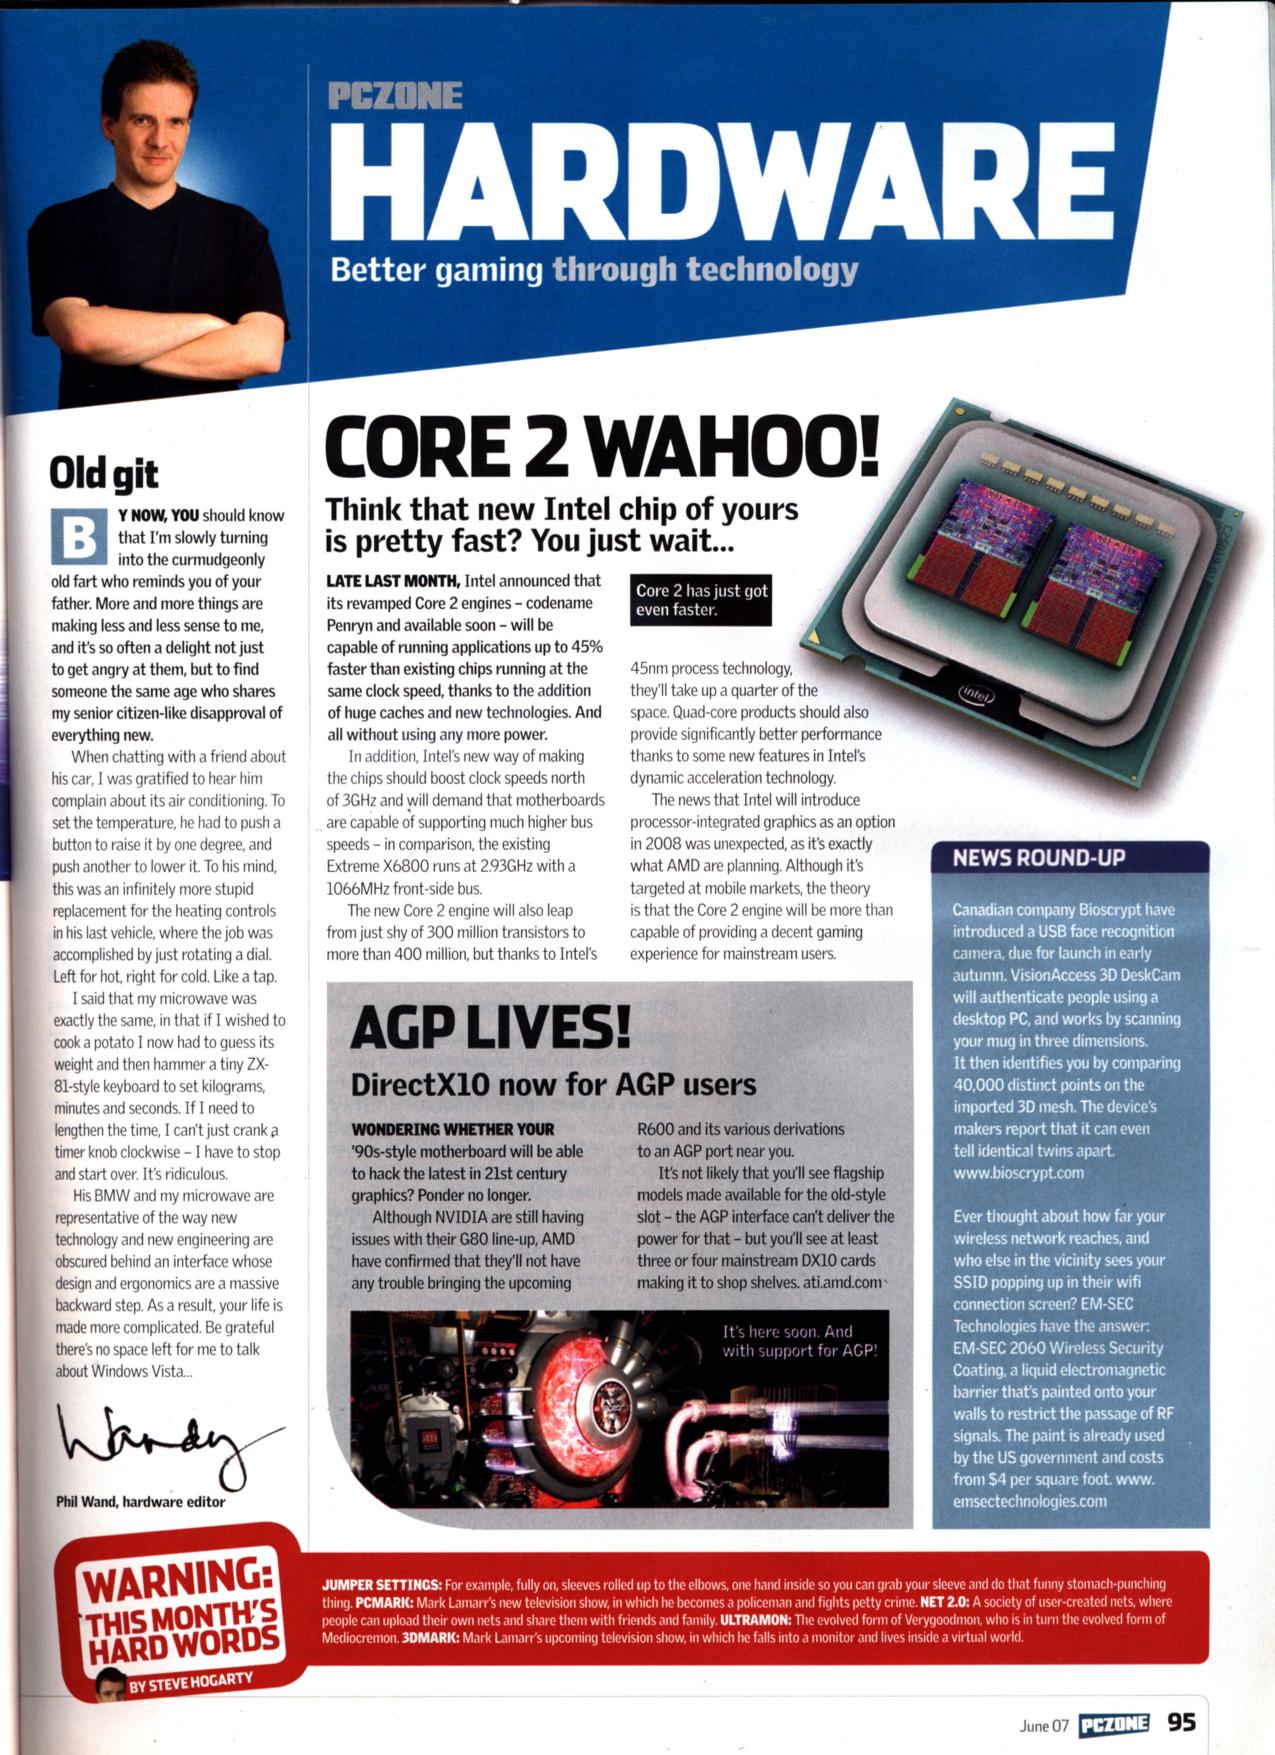 PCZONE
HARDWARE
Better gaming through technology
Old git
BY NOW, YOU should know
that I'm slowly turning
into the curmudgeonly
old fart who reminds you of your
father. More and more things are
making less and less sense to me,
and it's so often a delight not just
to get angry at them, but to find
someone the same age who shares
my senior citizen-like disapproval of
everything new.
When chatting with a friend about
his car, I was gratified to hear him
complain about its air conditioning. To
set the temperature, he had to push a
button to raise it by one degree, and
push another to lower it. To his mind,
this was an infinitely more stupid
replacement for the heating controls
in his last vehicle, where the job was
accomplished by just rotating a dial.
Left for hot, right for cold. Like a tap.
I said that my microwave was
exactly the same, in that if I wished to
cook a potato I now had to guess its
weight and then hammer a tiny ZX-
81-style keyboard to set kilograms,
minutes and seconds. If I need to
lengthen the time, I can't just crank a
timer knob clockwise – I have to stop
and start over. It's ridiculous.
His BMW and my microwave are
representative of the way new
technology and new engineering are
obscured behind an interface whose
design and ergonomics are a massive
backward step. As a result, your life is
made more complicated. Be grateful
there's no space left for me to talk
about Windows Vista...
Wandy
Phil Wand, hardware editor
CORE 2 WAHOO!
Think that new Intel chip of yours
is pretty fast? You just wait...
LATE LAST MONTH, Intel announced that
its revamped Core 2 engines – codename
Penryn and available soon – will be
capable of running applications up to 45%
faster than existing chips running at the
same clock speed, thanks to the addition
of huge caches and new technologies. And
all without using any more power.
In addition, Intel's new way of making
the chips should boost clock speeds north
of 3GHz and will demand that motherboards
are capable of supporting much higher bus
speeds – in comparison, the existing
Extreme X6800 runs at 2.93GHz with a
1066MHz front-side bus.
The new Core 2 engine will also leap
from just shy of 300 million transistors to
more than 400 million, but thanks to Intel's
Core 2 has just got
even faster.
45nm process technology,
they'll take up a quarter of the
space. Quad-core products should also
provide significantly better performance
thanks to some new features in Intel's
dynamic acceleration technology.
The news that Intel will introduce
processor-integrated graphics as an option
in 2008 was unexpected, as it's exactly
what AMD are planning. Although it's
targeted at mobile markets, the theory
is that the Core 2 engine will be more than
capable of providing a decent gaming
experience for mainstream users.
intel
AGP LIVES!
DirectX10 now for AGP users
WONDERING WHETHER YOUR
'90s-style motherboard will be able
to hack the latest in 21st century
graphics? Ponder no longer.
Although NVIDIA are still having
issues with their G80 line-up, AMD
have confirmed that they'll not have
any trouble bringing the upcoming
R600 and its various derivations
to an AGP port near you.
It's not likely that you'll see flagship
models made available for the old-style
slot – the AGP interface can't deliver the
power for that – but you'll see at least
three or four mainstream DX10 cards
making it to shop shelves. ati.amd.com
It's here soon. And
with support for AGP!
ATI
NEWS ROUND-UP
Canadian company Bioscrypt have
introduced a USB face recognition
camera, due for launch in early
autumn. VisionAccess 3D DeskCam
will authenticate people using a
desktop PC, and works by scanning
your mug in three dimensions.
It then identifies you by comparing
40,000 distinct points on the
imported 3D mesh. The device's
makers report that it can even
tell identical twins apart.
www.bioscrypt.com
Ever thought about how far your
wireless network reaches, and
who else in the vicinity sees your
SSID popping up in their wifi
connection screen? EM-SEC
Technologies have the answer:
EM-SEC 2060 Wireless Security
Coating, a liquid electromagnetic
barrier that's painted onto your
walls to restrict the passage of RF
signals. The paint is already used
by the US government and costs
from $4 per square foot. www.
emsectechnologies.com
WARNING:
THIS MONTH'S
HARD WORDS
BY STEVE HOGARTY
JUMPER SETTINGS: For example, fully on, sleeves rolled up to the elbows, one hand inside so you can grab your sleeve and do that funny stomach-punching
thing. PCMARK: Mark Lamarr's new television show, in which he becomes a policeman and fights petty crime. NET 2.0: A society of user-created nets, where
people can upload their own nets and share them with friends and family. ULTRAMON: The evolved form of Verygoodmon, who is in turn the evolved form of
Mediocremon. 3DMARK: Mark Lamarr's upcoming television show, in which he falls into a monitor and lives inside a virtual world.
June 07 PCZONE 95